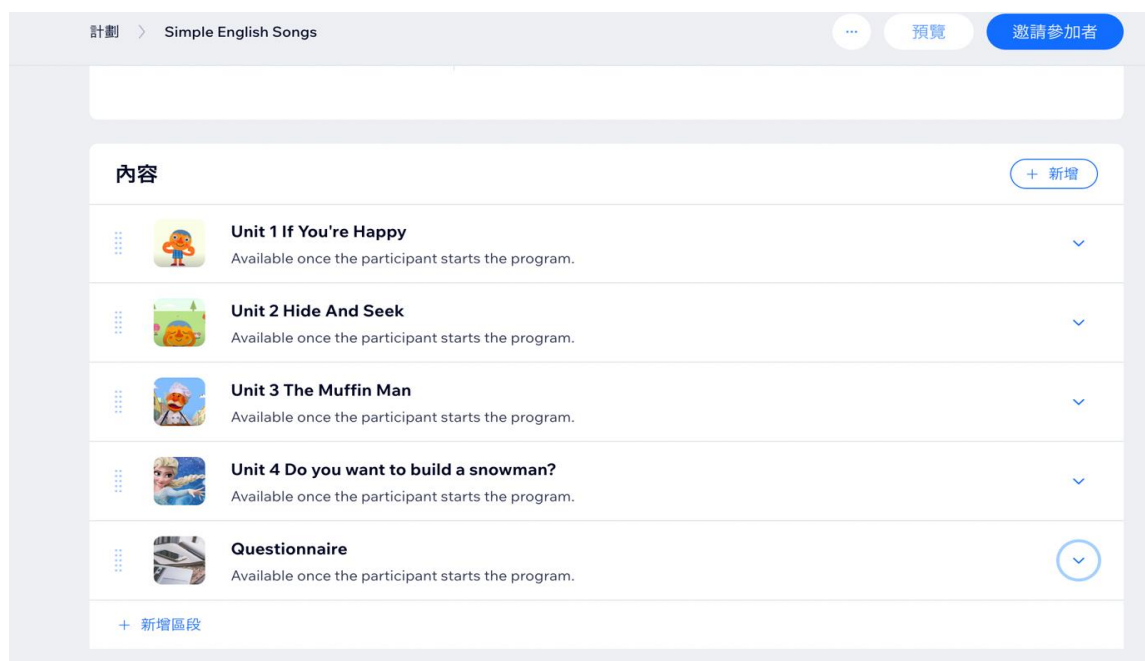 計劃 > Simple English Songs
... 預覽 邀請參加者
內容
+ 新增
Unit 1 If You're Happy
Available once the participant starts the program.
Unit 2 Hide And Seek
Available once the participant starts the program.
Unit 3 The Muffin Man
Available once the participant starts the program.
Unit 4 Do you want to build a snowman?
Available once the participant starts the program.
Questionnaire
Available once the participant starts the program.
+ 新增區段